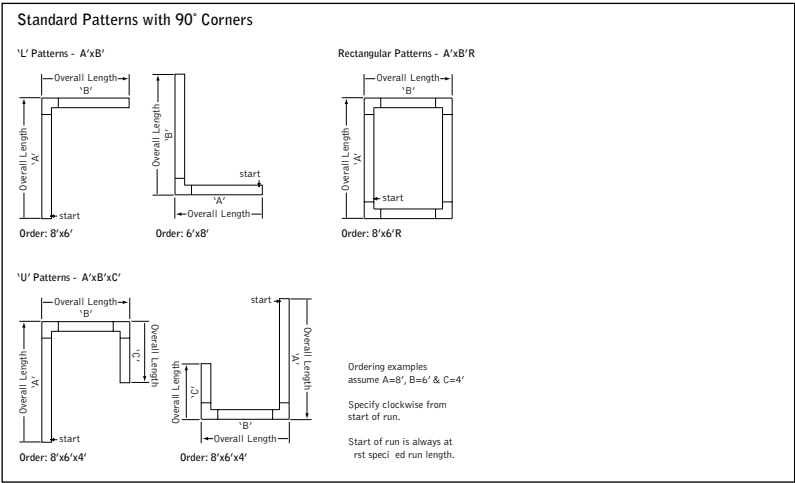 Standard Patterns with 90° Corners
‘L’ Patterns - A’xB’
Overall Length
‘B’
Overall Length
‘A’
start
Order: 8’x6’
Overall Length
‘B’
start
‘A’
Overall Length
Order: 6’x8’
Rectangular Patterns - A’xB’R
Overall Length
‘B’
Overall Length
‘A’
start
Order: 8’x6’R
‘U’ Patterns - A’xB’xC’
Overall Length
‘B’
Overall Length
‘A’
‘C’
Overall Length
start
Order: 8’x6’x4’
start
Overall Length
‘A’
Overall Length
‘C’
‘B’
Overall Length
Order: 8’x6’x4’
Ordering examples
assume A=8’, B=6’ & C=4’
Specify clockwise from
start of run.
Start of run is always at
rst speci ed run length.